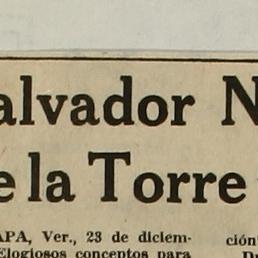 alvador N
e la Torre
APA, Ver., 23 de diciem-
Elogiosos conceptos para
ción